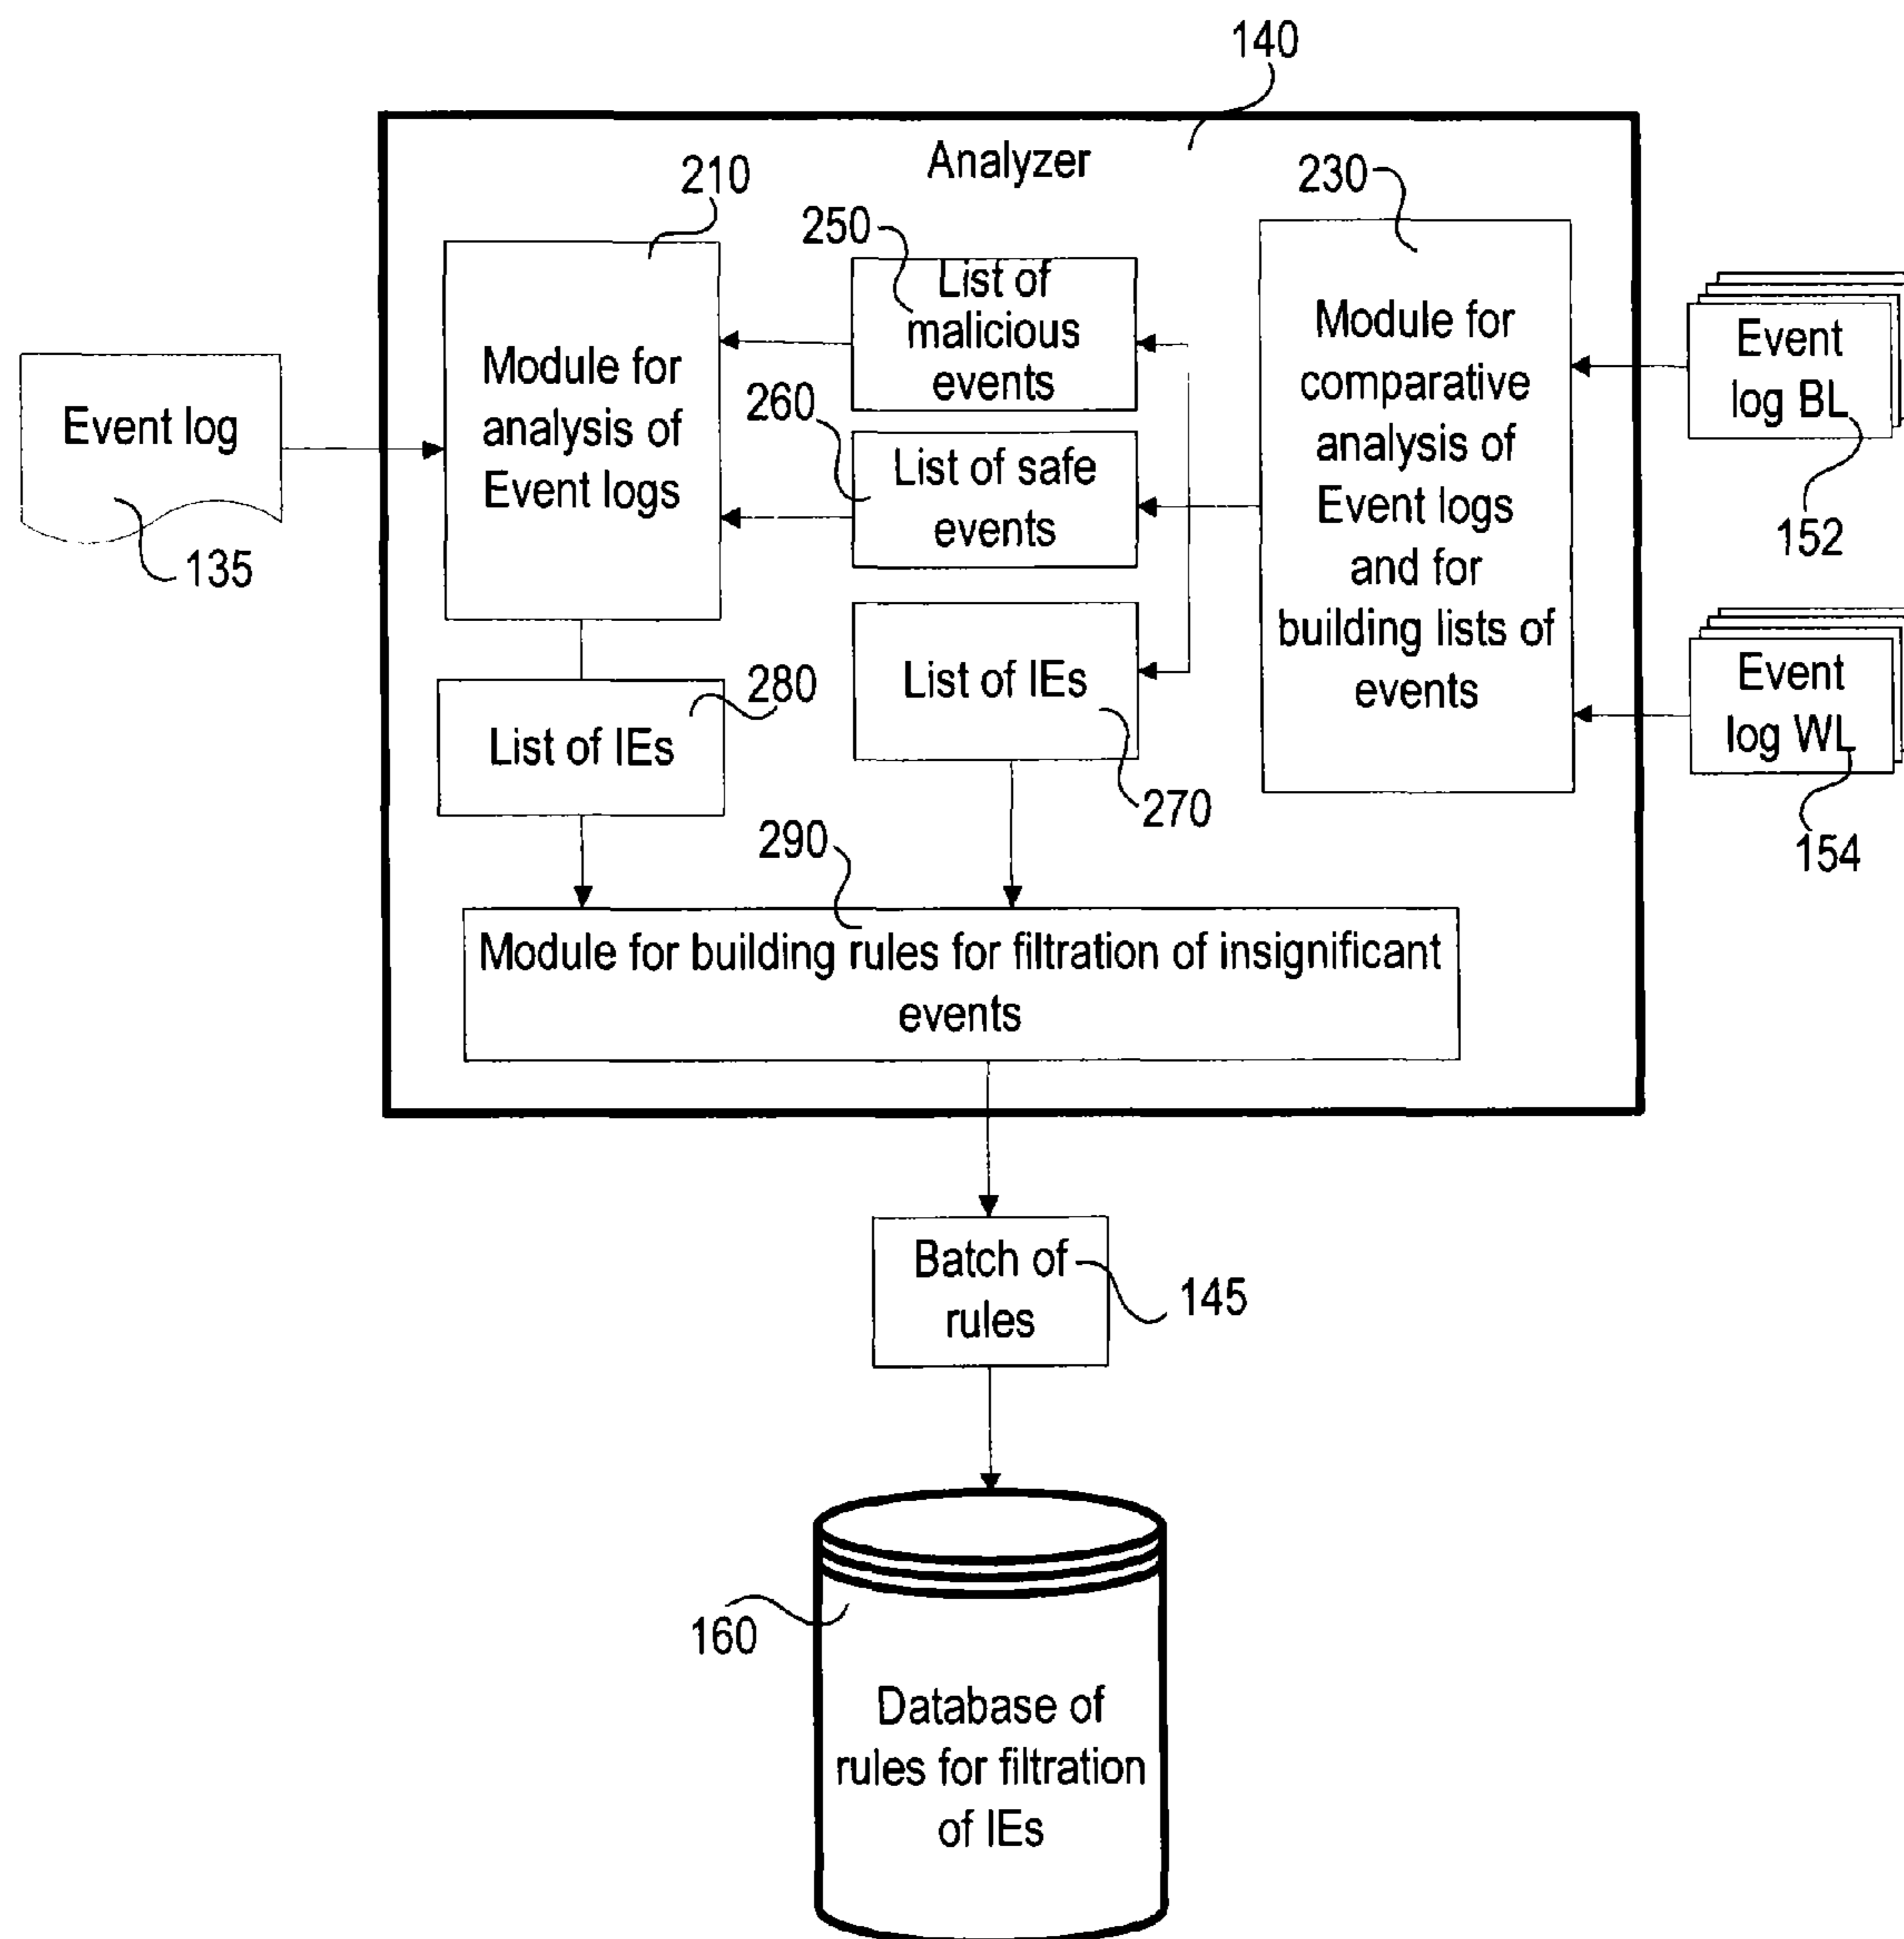 140
Analyzer
210
230
250
List of
malicious
events
Module for
analysis of
Event logs
Module for
comparative
analysis of
Event logs
and for
building lists of
events
Event
log BL
152
Event log
135
260
List of safe
events
280
List of IEs
List of IEs
270
Event
log WL
154
290
Module for building rules for filtration of insignificant
events
Batch of
rules
145
160
Database of
rules for filtration
of IEs